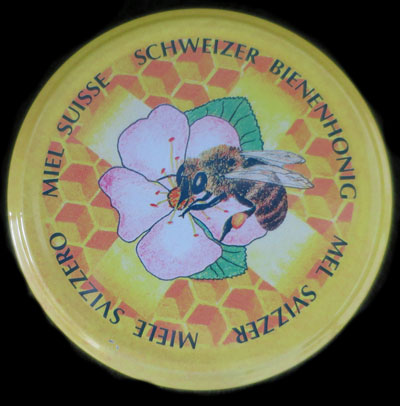 SCHWEIZER BIENENHONIG
MEL SVIZZER
MIELE SVIZZERO
MIEL SUISSE